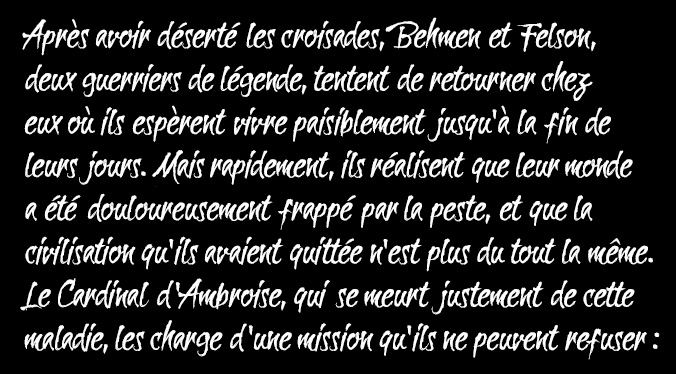 Après avoir déserté les croisades, Behmen et Felson,
deux guerriers de légende, tentent de retourner chez
eux où ils espèrent vivre paisiblement jusqu'à la fin de
leurs jours. Mais rapidement, ils réalisent que leur monde
a été douloureusement frappé par la peste, et que la
civilisation qu'ils avaient quittée n'est plus du tout la même.
Le Cardinal d'Ambroise, qui se meurt justement de cette
maladie, les charge d'une mission qu'ils ne peuvent refuser :